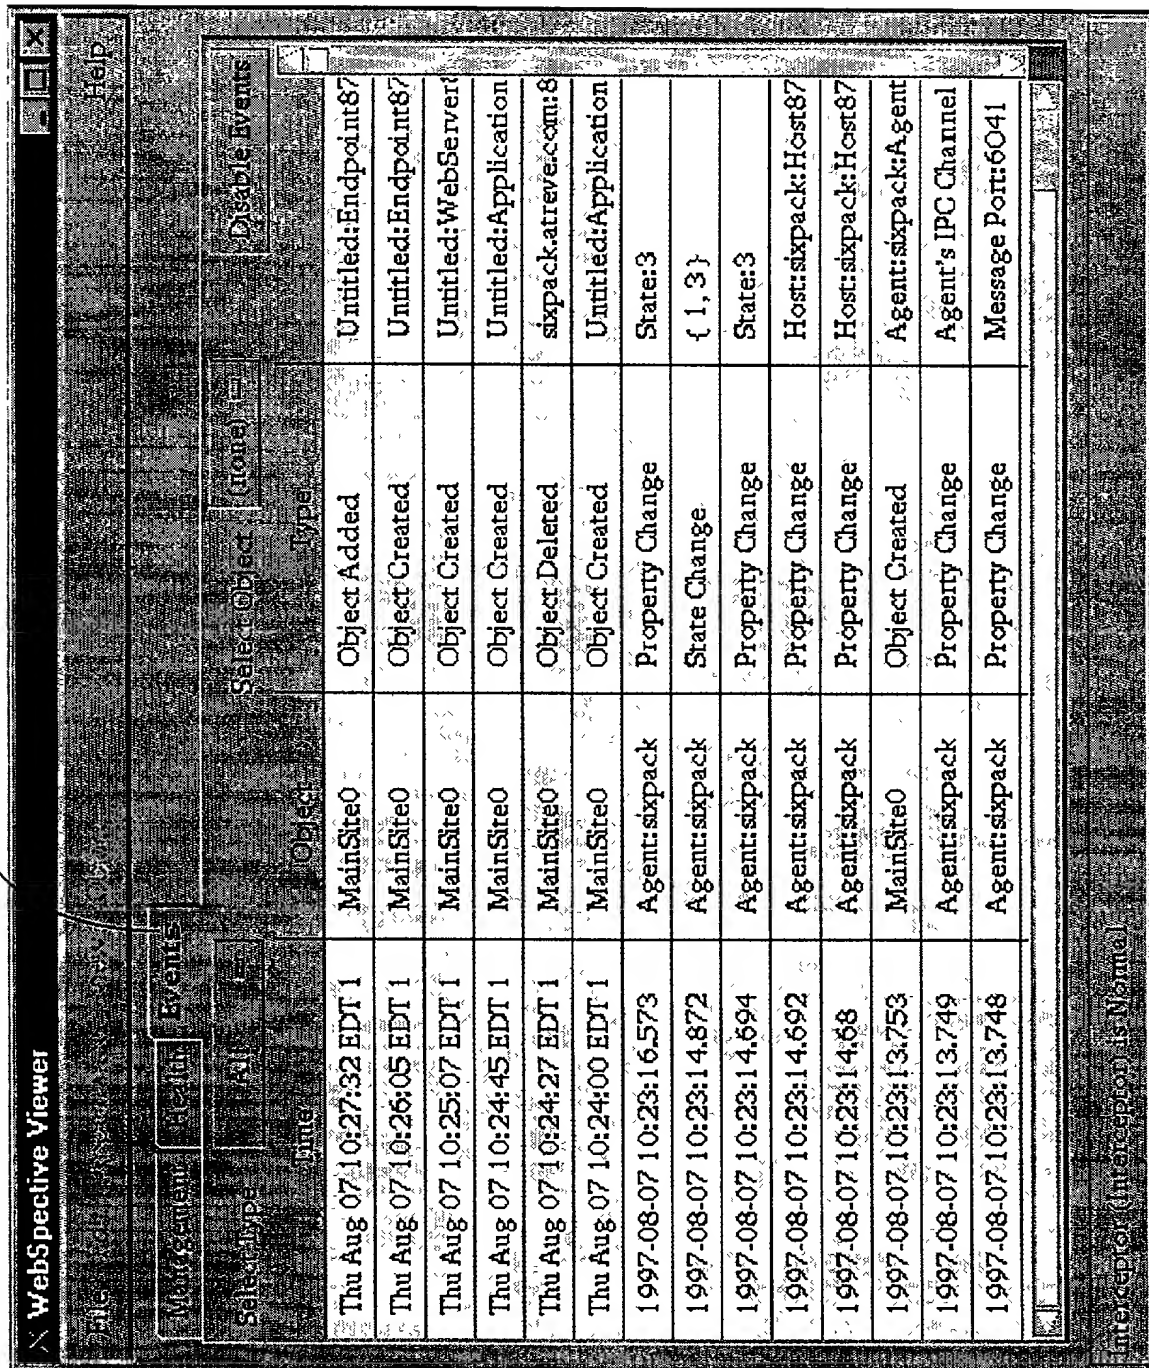 WebSpective Viewer
File Help
Management Health Events
Select Type All Select Object (none) Disable Events
Time Object Type
Thu Aug 07 10:27:32 EDT 1 MainSite0 Object Added Untitled:Endpoint87
Thu Aug 07 10:26:05 EDT 1 MainSite0 Object Created Untitled:Endpoint87
Thu Aug 07 10:25:07 EDT 1 MainSite0 Object Created Untitled:WebServer8
Thu Aug 07 10:24:45 EDT 1 MainSite0 Object Created Untitled:Application
Thu Aug 07 10:24:27 EDT 1 MainSite0 Object Deleted sixpack.atreve.com:8
Thu Aug 07 10:24:00 EDT 1 MainSite0 Object Created Untitled:Application
1997-08-07 10:23:16.573 Agent:sixpack Property Change State:3
1997-08-07 10:23:14.872 Agent:sixpack State Change {1,3}
1997-08-07 10:23:14.694 Agent:sixpack Property Change State:3
1997-08-07 10:23:14.692 Agent:sixpack Property Change Host:sixpack:Host87
1997-08-07 10:23:14.68 Agent:sixpack Property Change Host:sixpack:Host87
1997-08-07 10:23:13.753 MainSite0 Object Created Agent:sixpack:Agent
1997-08-07 10:23:13.749 Agent:sixpack Property Change Agent's IPC Channel
1997-08-07 10:23:13.748 Agent:sixpack Property Change Message Port:6041
is Normal